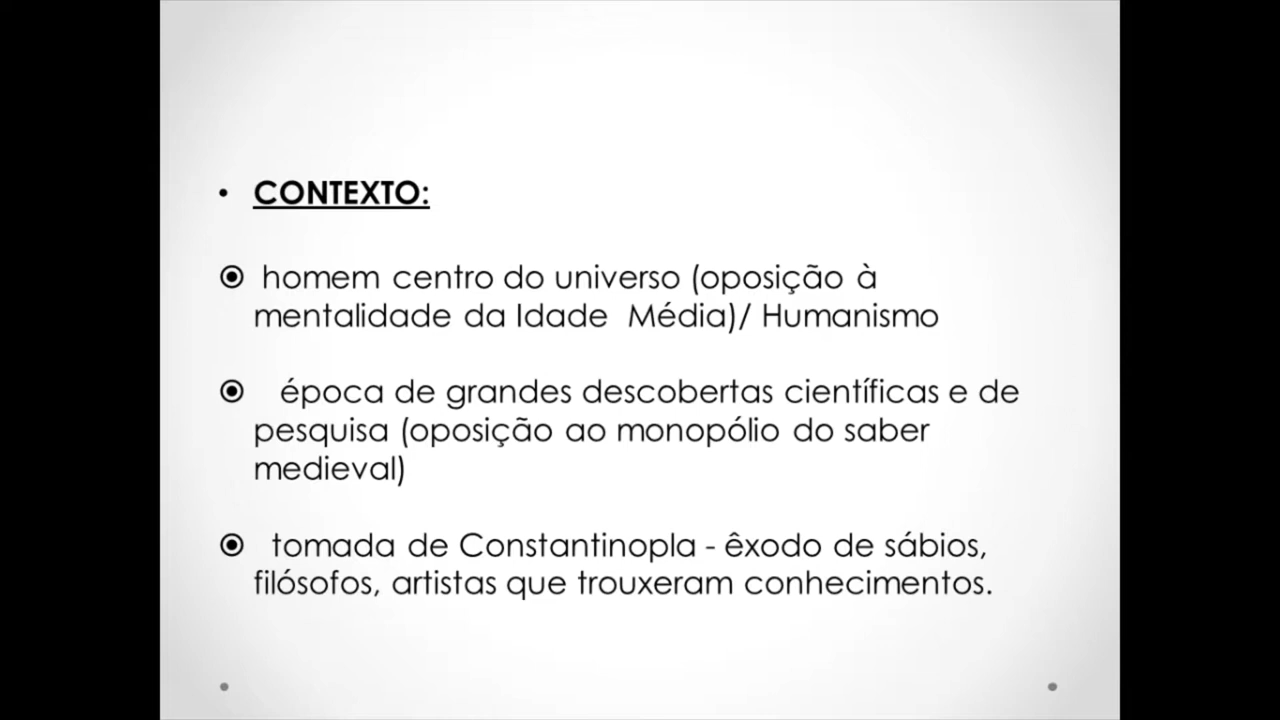 • CONTEXTO:
homem centro do universo (oposição à
mentalidade da Idade Média)/ Humanismo
época de grandes descobertas científicas e de
pesquisa (oposição ao monopólio do saber
medieval)
tomada de Constantinopla - êxodo de sábios,
filósofos, artistas que trouxeram conhecimentos.